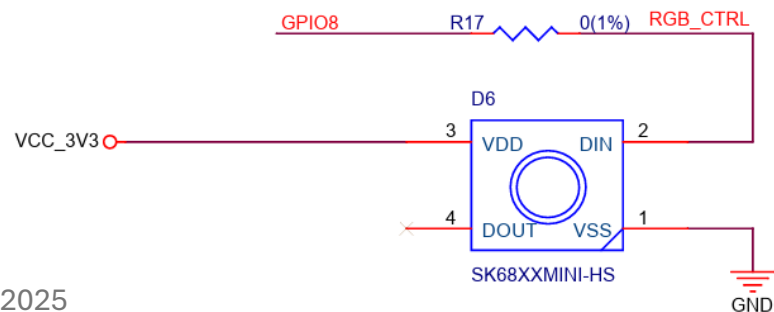 GPIO8 R17 0(1%) RGB_CTRL
D6
VCC_3V3 3 VDD DIN 2
4 DOUT VSS 1
SK68XXMINI-HS
2025 GND